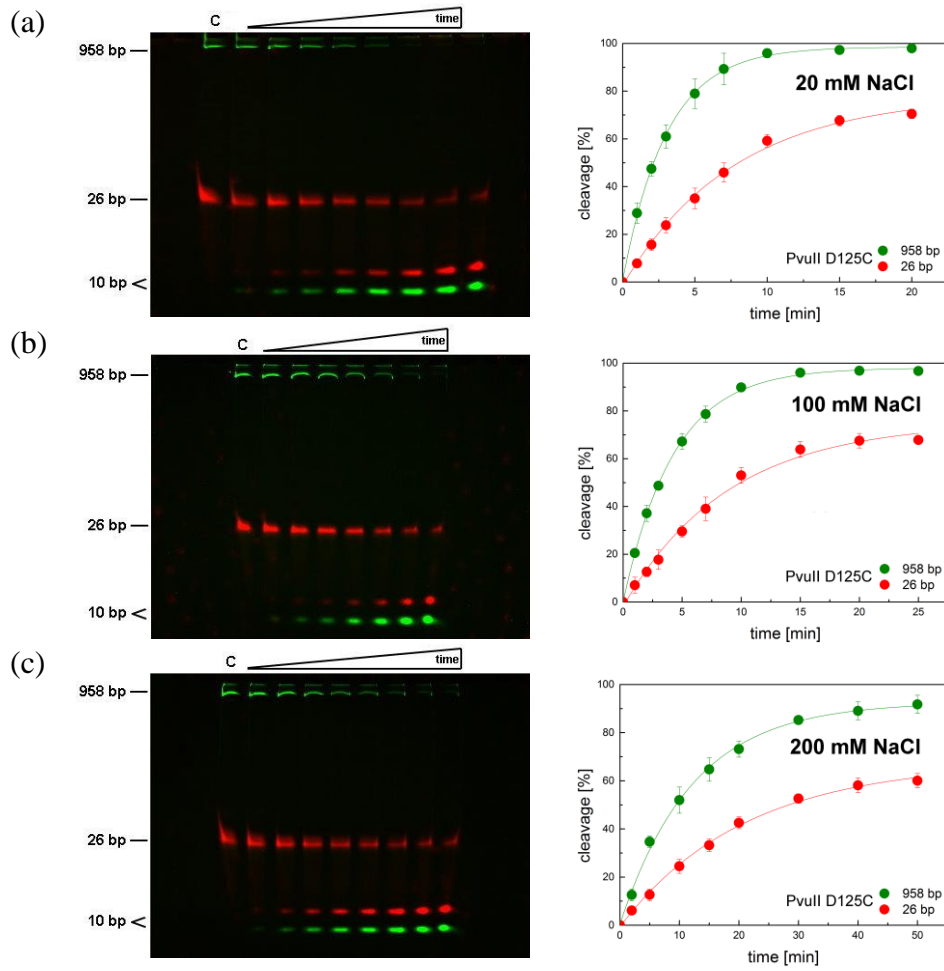 (a)
C
time
958 bp
26 bp
10 bp <
cleavage [%]
100
80
60
40
20
0
20 mM NaCl
PvuII D125C
958 bp
26 bp
0 5 10 15 20
time [min]
(b)
C
time
958 bp
26 bp
10 bp <
cleavage [%]
100
80
60
40
20
0
100 mM NaCl
PvuII D125C
958 bp
26 bp
0 5 10 15 20 25
time [min]
(c)
C
time
958 bp
26 bp
10 bp <
cleavage [%]
100
80
60
40
20
0
200 mM NaCl
PvuII D125C
958 bp
26 bp
0 10 20 30 40 50
time [min]